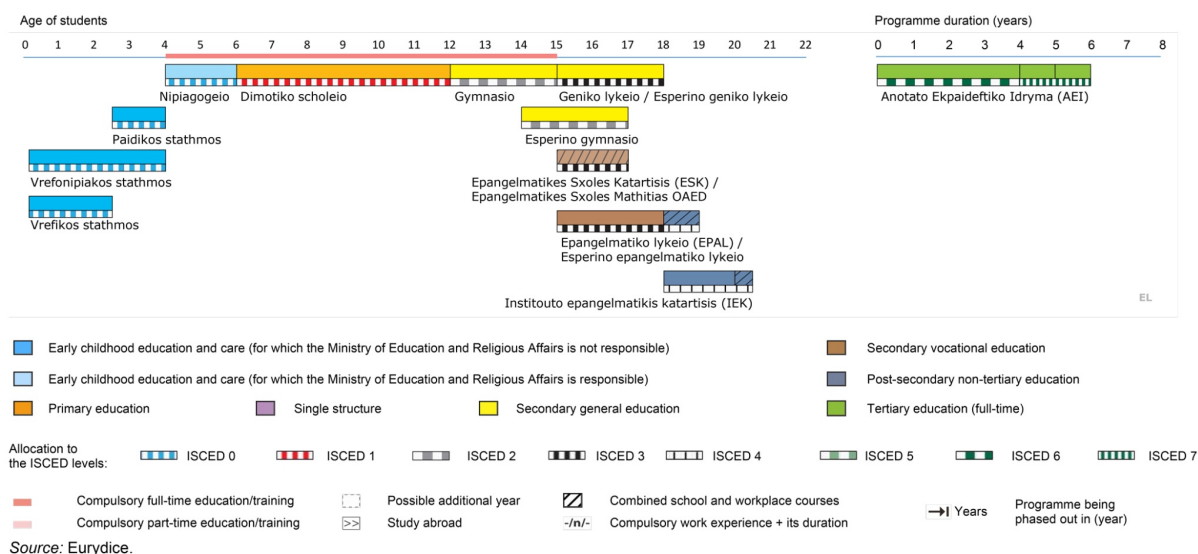 Age of students
Programme duration (years)
0 1 2 3 4 5 6 7 8 9 10 11 12 13 14 15 16 17 18 19 20 21 22
0 1 2 3 4 5 6 7 8
Nipiagogeio
Dimotiko scholeio
Gymnasio
Geniko lykeio / Esperino geniko lykeio
Anotato Ekpaideftiko Idryma (AEI)
Paidikos stathmos
Esperino gymnasio
Vrefonipiakos stathmos
Epangelmatikes Sxoles Katartisis (ESK) /
Epangelmatikes Sxoles Mathitias OAED
Vrefikos stathmos
Epangelmatiko lykeio (EPAL) /
Esperino epangelmatiko lykeio
Institouto epangelmatikis katartisis (IEK)
EL
Early childhood education and care (for which the Ministry of Education and Religious Affairs is not responsible)
Secondary vocational education
Early childhood education and care (for which the Ministry of Education and Religious Affairs is responsible)
Post-secondary non-tertiary education
Primary education
Single structure
Secondary general education
Tertiary education (full-time)
Allocation to
the ISCED levels:
ISCED 0
ISCED 1
ISCED 2
ISCED 3
ISCED 4
ISCED 5
ISCED 6
ISCED 7
Compulsory full-time education/training
Possible additional year
Combined school and workplace courses
Years
Programme being
phased out in (year)
Compulsory part-time education/training
>>
Study abroad
-/n/-
Compulsory work experience + its duration
Source: Eurydice.